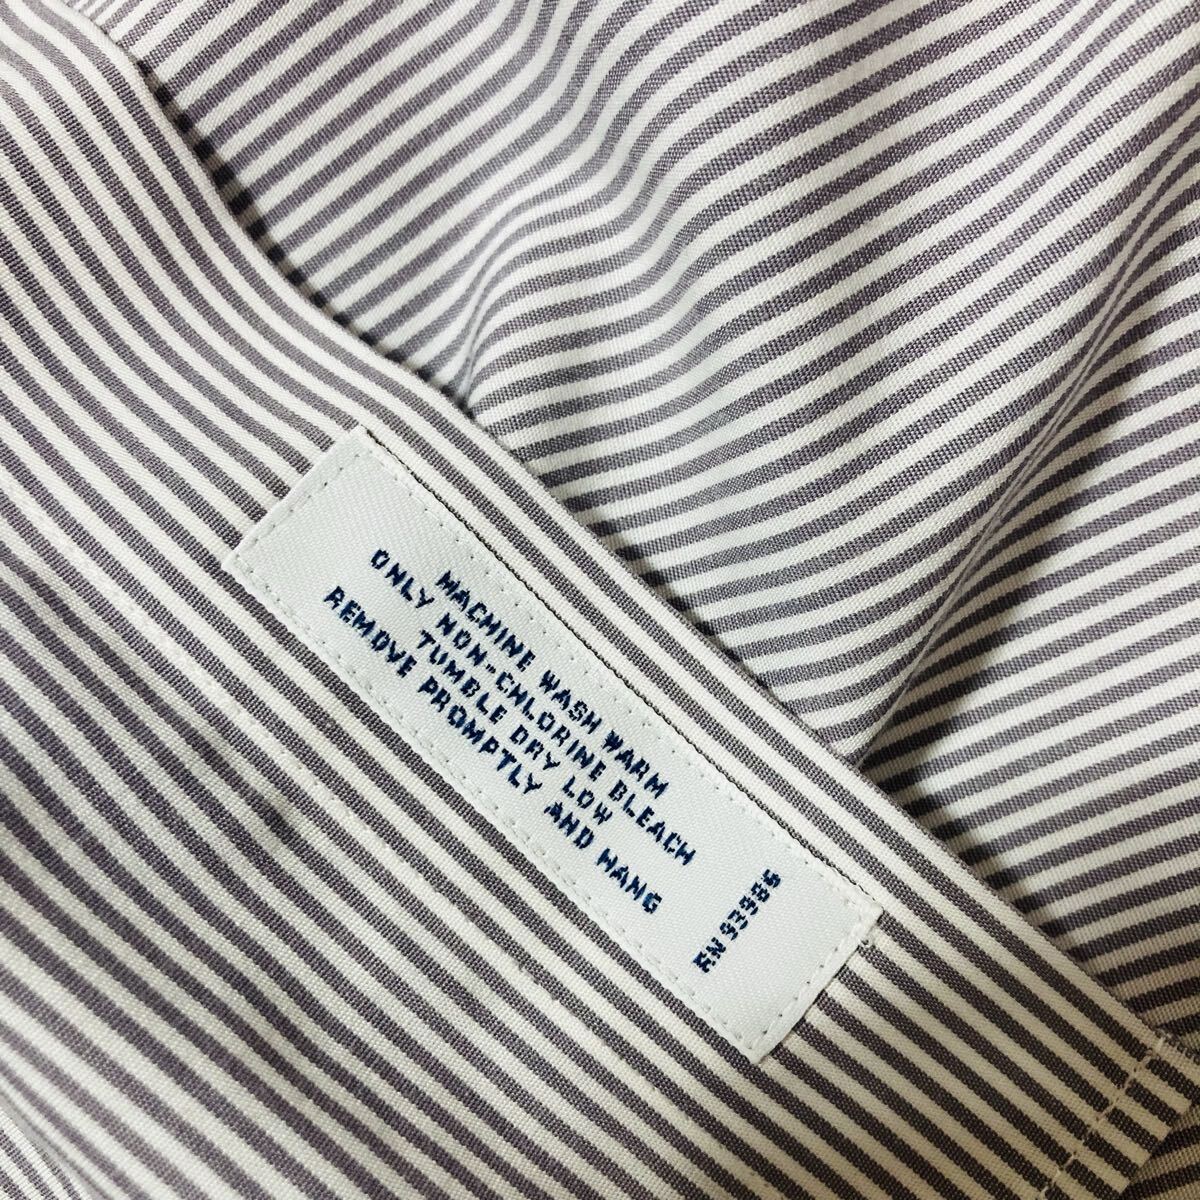 MACHINE WASH WARM
ONLY NON-CHLORINE BLEACH
TUMBLE DRY LOW
REMOVE PROMPTLY AND HANG
RN 93986